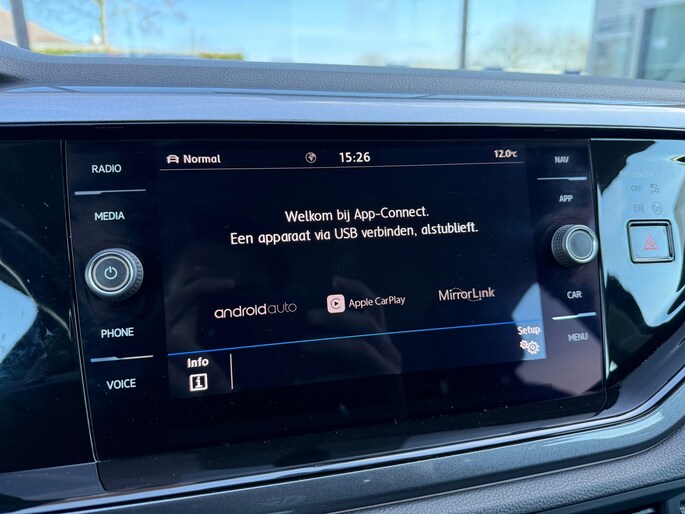 RADIO
MEDIA
PHONE
VOICE
Normal
15:26
12.0°C
Welkom bij App-Connect.
Een apparaat via USB verbinden, alstublieft.
androidauto
Apple CarPlay
MirrorLink
Info
Setup
NAV
APP
CAR
MENU
OFF